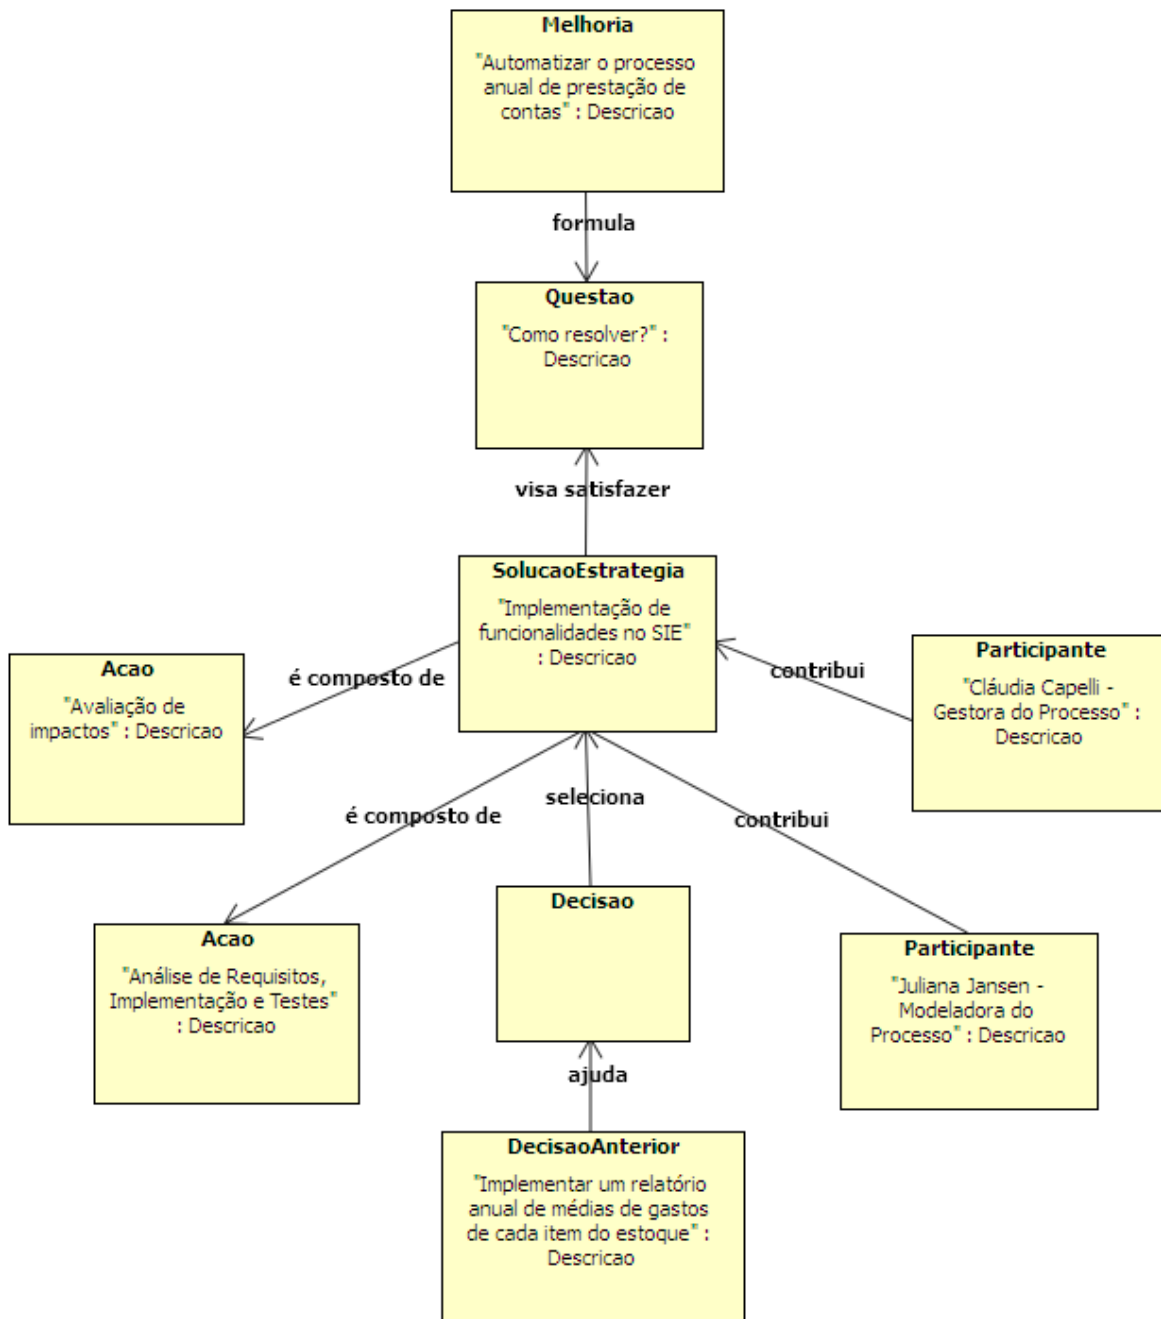 Melhoria
"Automatizar o processo
anual de prestação de
contas" : Descricao
formula
Questao
"Como resolver?" :
Descricao
visa satisfazer
SolucaoEstrategia
"Implementação de
funcionalidades no SIE"
: Descricao
Acao
"Avaliação de
impactos" : Descricao
é composto de
contribui
Participante
"Cláudia Capelli -
Gestora do Processo" :
Descricao
é composto de
seleciona
contribui
Acao
"Análise de Requisitos,
Implementação e Testes"
: Descricao
Decisao
Participante
"Juliana Jansen -
Modeladora do
Processo" : Descricao
ajuda
DecisaoAnterior
"Implementar um relatório
anual de médias de gastos
de cada item do estoque" :
Descricao